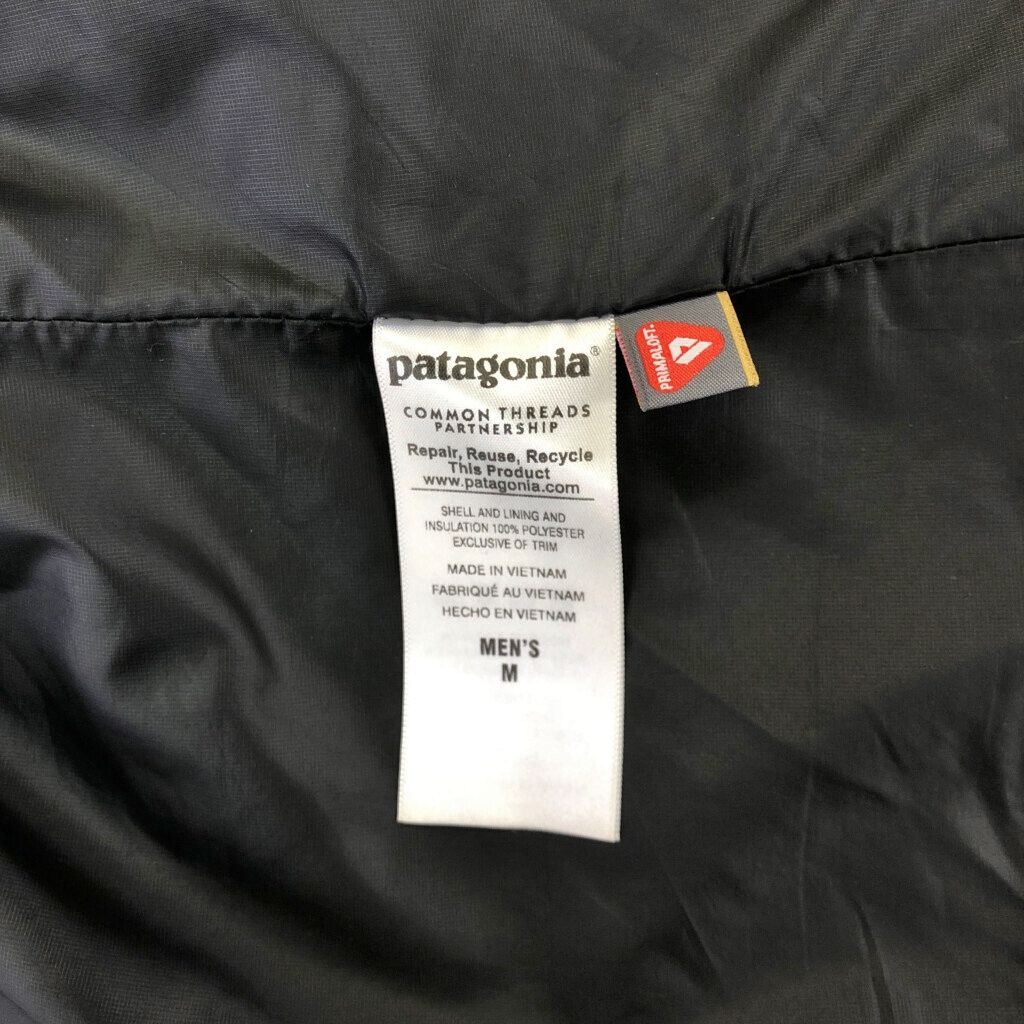 patagonia®
COMMON THREADS
PARTNERSHIP
Repair, Reuse, Recycle
This Product
www.patagonia.com
SHELL AND LINING AND
INSULATION 100% POLYESTER
EXCLUSIVE OF TRIM
MADE IN VIETNAM
FABRIQUÉ AU VIETNAM
HECHO EN VIETNAM
MEN'S
M
PRIMALOFT.